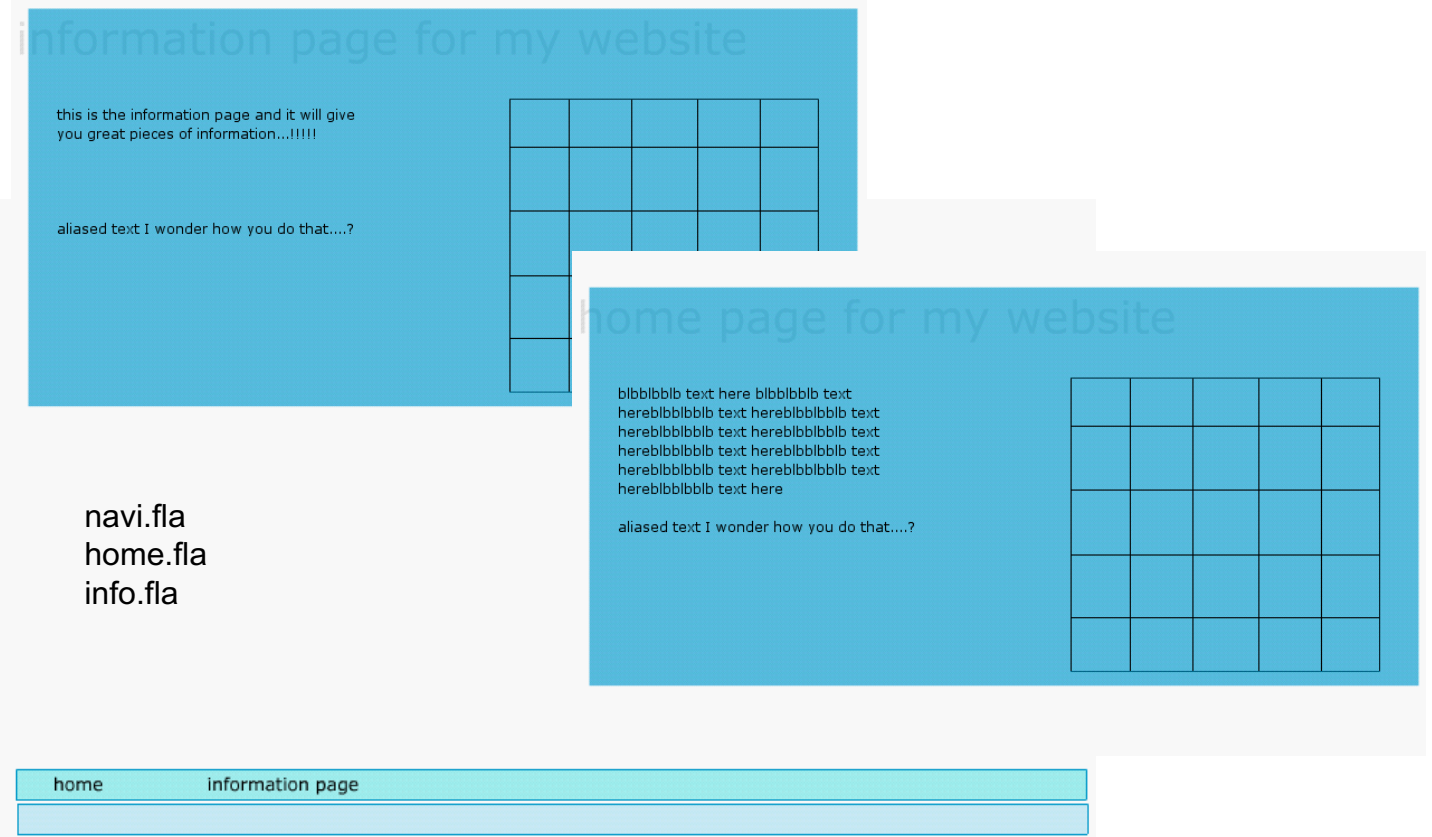 information page for my website
this is the information page and it will give
you great pieces of information...!!!!!
aliased text I wonder how you do that....?
home page for my website
blbblbblb text here blbblbblb text
hereblbblbblb text hereblbblbblb text
hereblbblbblb text hereblbblbblb text
hereblbblbblb text hereblbblbblb text
hereblbblbblb text hereblbblbblb text
hereblbblbblb text here
aliased text I wonder how you do that....?
navi.fla
home.fla
info.fla
home information page